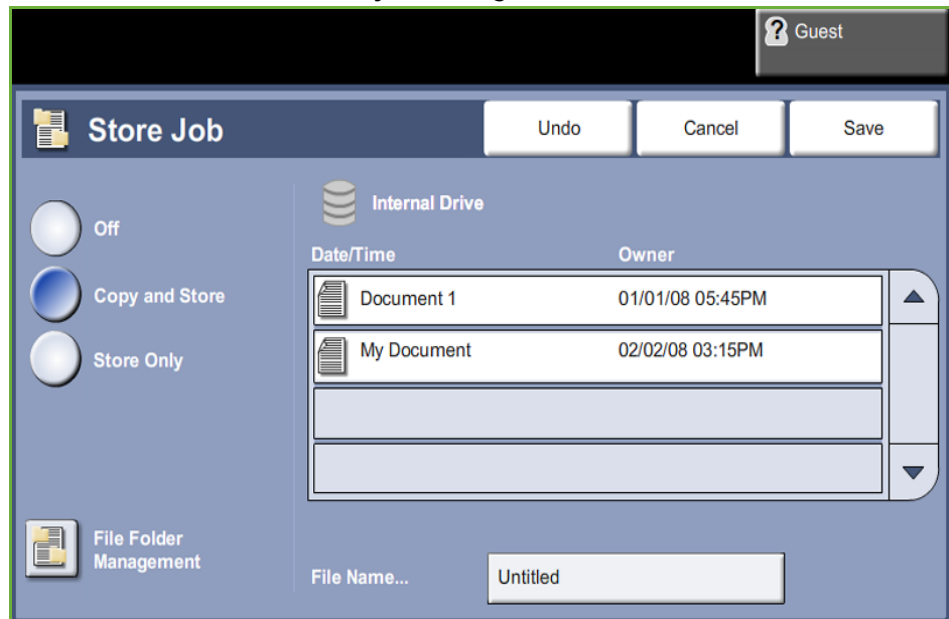 ? Guest
Store Job
Undo
Cancel
Save
Off
Copy and Store
Store Only
File Folder
Management
Internal Drive
Date/Time Owner
Document 1 01/01/08 05:45PM
My Document 02/02/08 03:15PM
File Name... Untitled